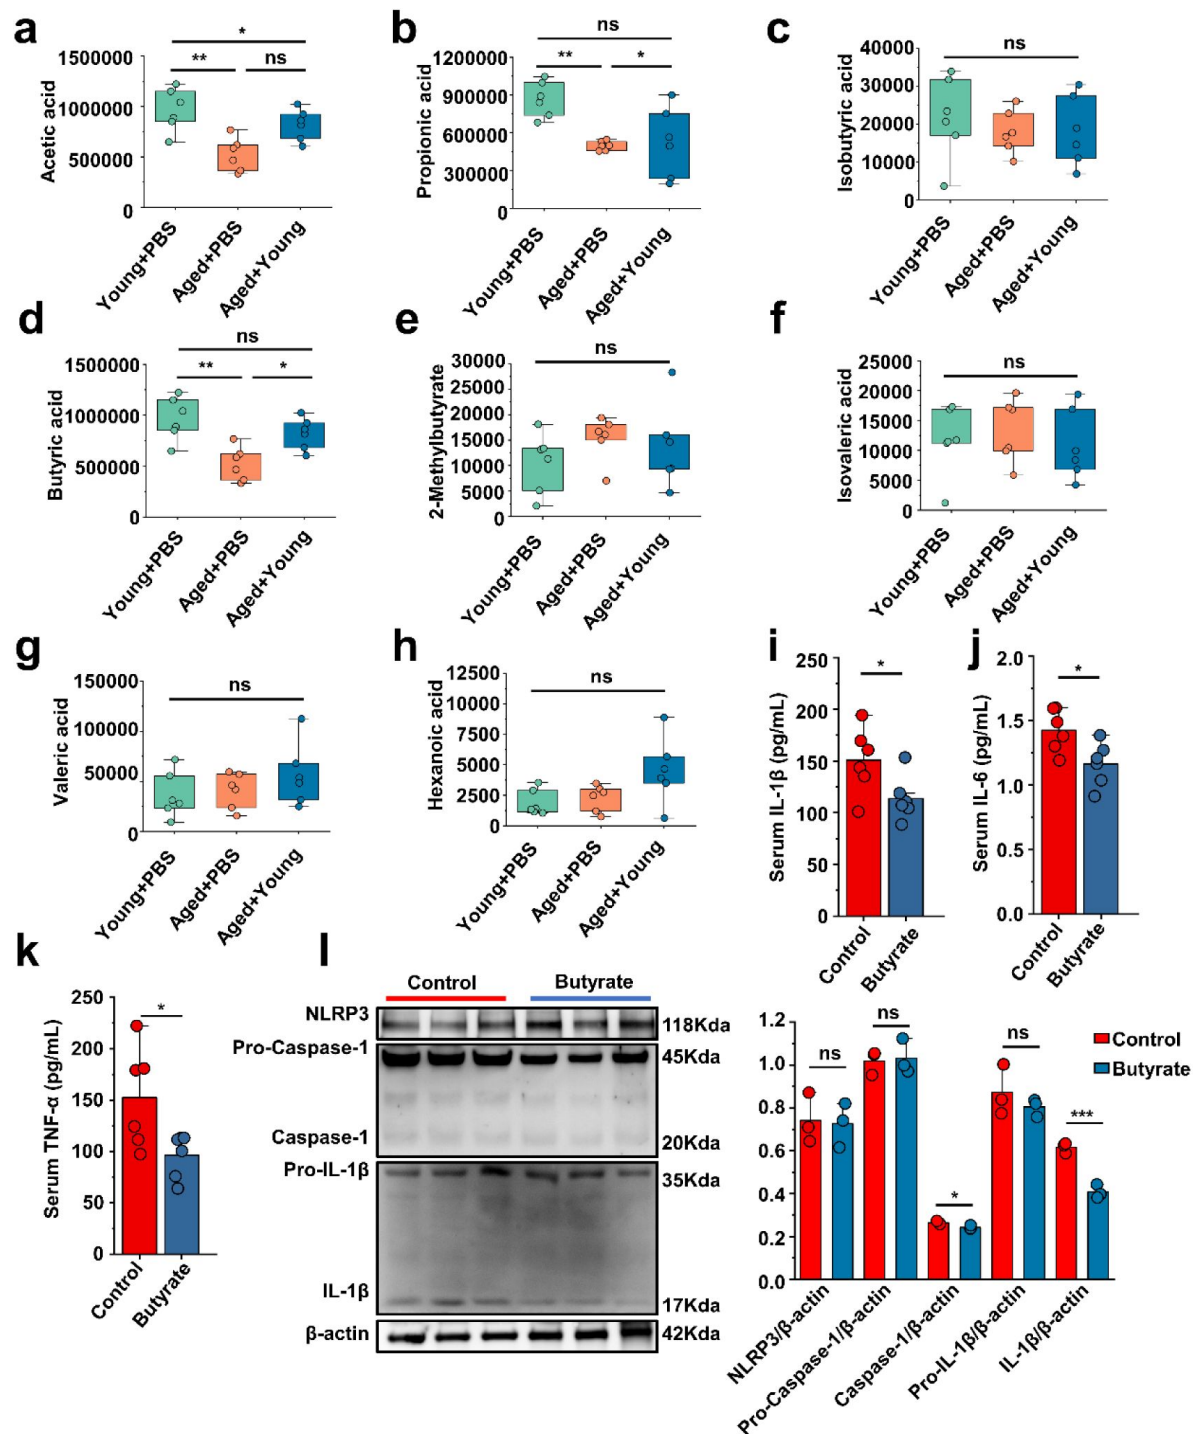 a
Acetic acid
1500000
1000000
500000
0
*
**
ns
Young+PBS
Aged+PBS
Aged+Young
b
Propionic acid
1200000
900000
600000
300000
0
ns
**
*
Young+PBS
Aged+PBS
Aged+Young
c
Isobutyric acid
40000
30000
20000
10000
0
ns
Young+PBS
Aged+PBS
Aged+Young
d
Butyric acid
1500000
1000000
500000
0
ns
**
*
Young+PBS
Aged+PBS
Aged+Young
e
2-Methylbutyrate
30000
25000
20000
15000
10000
5000
0
ns
Young+PBS
Aged+PBS
Aged+Young
f
Isovaleric acid
25000
20000
15000
10000
5000
0
ns
Young+PBS
Aged+PBS
Aged+Young
g
Valeric acid
150000
100000
50000
0
ns
Young+PBS
Aged+PBS
Aged+Young
h
Hexanoic acid
12500
10000
7500
5000
2500
0
ns
Young+PBS
Aged+PBS
Aged+Young
i
Serum IL-1β (pg/mL)
250
200
150
100
50
0
*
Control
Butyrate
j
Serum IL-6 (pg/mL)
2.0
1.5
1.0
0.5
0.0
*
Control
Butyrate
k
Serum TNF-α (pg/mL)
250
200
150
100
50
0
*
Control
Butyrate
l
Control
Butyrate
NLRP3
118Kda
Pro-Caspase-1
45Kda
Caspase-1
20Kda
Pro-IL-1β
35Kda
IL-1β
17Kda
β-actin
42Kda
1.2
1.0
0.8
0.6
0.4
0.2
0.0
ns
ns
*
ns
***
Control
Butyrate
NLRP3/β-actin
Pro-Caspase-1/β-actin
Caspase-1/β-actin
Pro-IL-1β/β-actin
IL-1β/β-actin